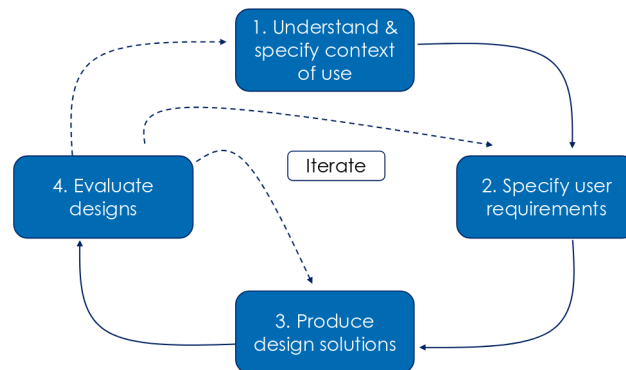 1. Understand &
specify context
of use
Iterate
4. Evaluate
designs
2. Specify user
requirements
3. Produce
design solutions